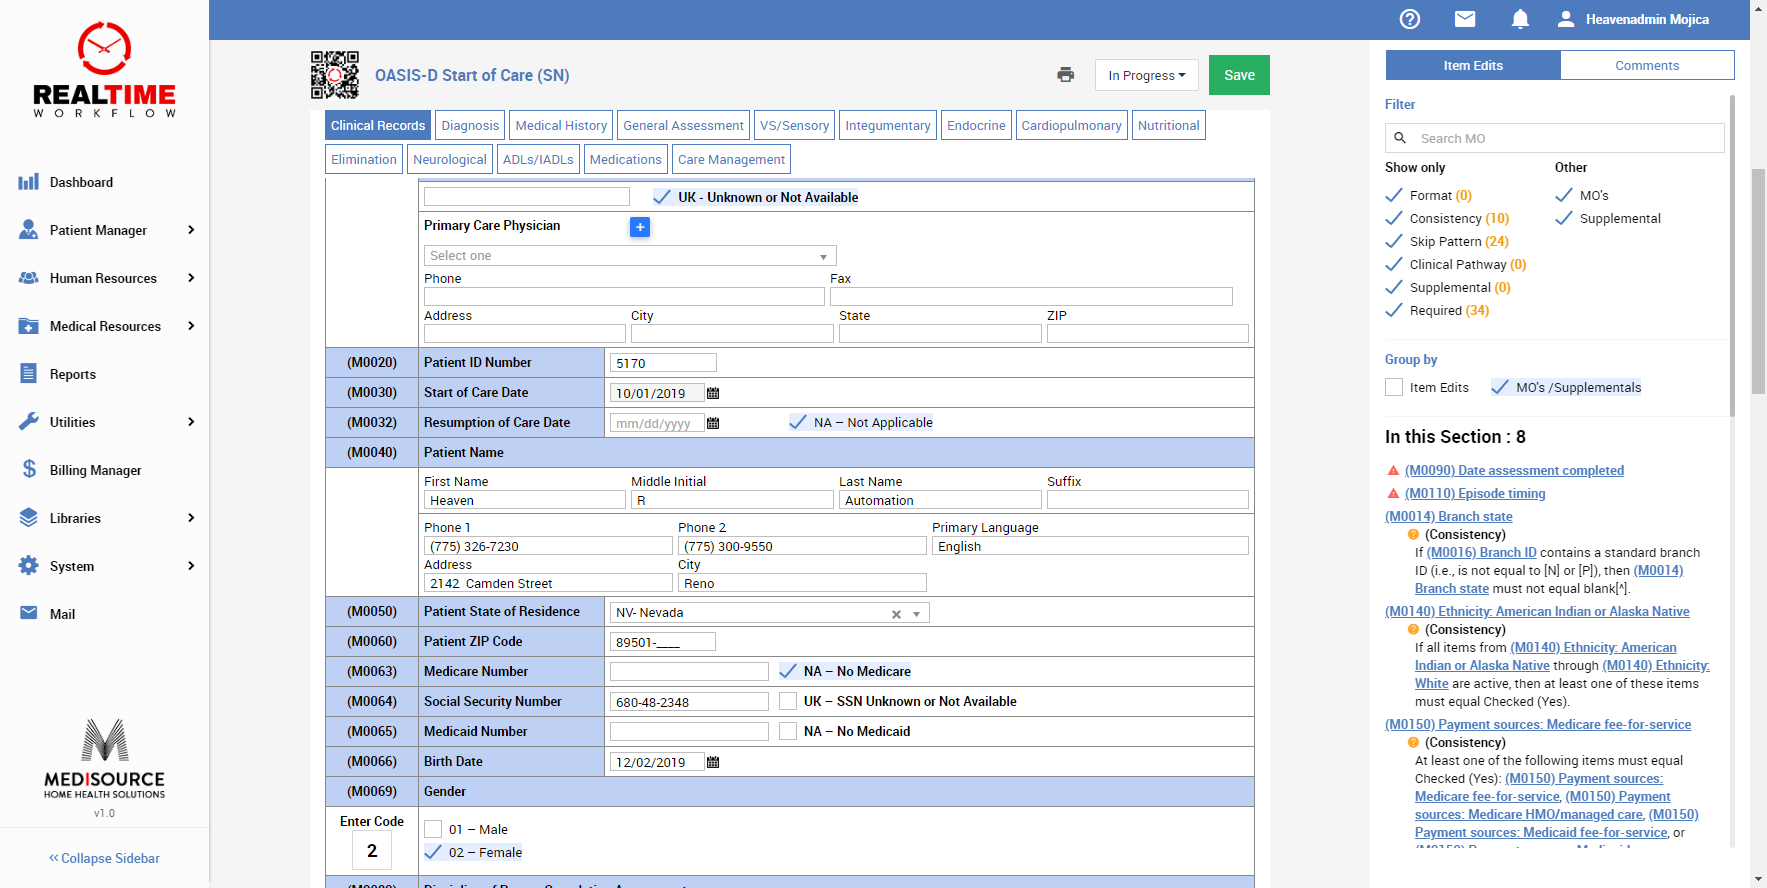 REALTIME
WORKFLOW
Dashboard
Patient Manager
Human Resources
Medical Resources
Reports
Utilities
Billing Manager
Libraries
System
Mail
MEDISOURCE
HOME HEALTH SOLUTIONS
v1.0
Collapse Sidebar
Heavenadmin Mojica
OASIS-D Start of Care (SN)
In Progress
Save
Clinical Records
Diagnosis
Medical History
General Assessment
VS/Sensory
Integumentary
Endocrine
Cardiopulmonary
Nutritional
Elimination
Neurological
ADLs/IADLs
Medications
Care Management
UK - Unknown or Not Available
Primary Care Physician
+
Select one
Phone
Fax
Address
City
State
ZIP
(M0020) Patient ID Number 5170
(M0030) Start of Care Date 10/01/2019
(M0032) Resumption of Care Date mm/dd/yyyy NA – Not Applicable
(M0040) Patient Name
First Name
Middle Initial
Last Name
Suffix
Heaven
R
Automation
Phone 1
Phone 2
Primary Language
(775) 326-7230
(775) 300-9550
English
Address
City
2142 Camden Street
Reno
(M0050) Patient State of Residence NV- Nevada
(M0060) Patient ZIP Code 89501-____
(M0063) Medicare Number NA – No Medicare
(M0064) Social Security Number 680-48-2348 UK – SSN Unknown or Not Available
(M0065) Medicaid Number NA – No Medicaid
(M0066) Birth Date 12/02/2019
(M0069) Gender
Enter Code
2
01 – Male
02 – Female
Item Edits
Comments
Filter
Search MO
Show only
Other
Format (0)
MO's
Consistency (10)
Supplemental
Skip Pattern (24)
Clinical Pathway (0)
Supplemental (0)
Required (34)
Group by
Item Edits
MO's /Supplementals
In this Section : 8
(M0090) Date assessment completed
(M0110) Episode timing
(M0014) Branch state
(Consistency)
If (M0016) Branch ID contains a standard branch
ID (i.e., is not equal to [N] or [P]), then (M0014)
Branch state must not equal blank[^].
(M0140) Ethnicity: American Indian or Alaska Native
(Consistency)
If all items from (M0140) Ethnicity: American
Indian or Alaska Native through (M0140) Ethnicity:
White are active, then at least one of these items
must equal Checked (Yes).
(M0150) Payment sources: Medicare fee-for-service
(Consistency)
At least one of the following items must equal
Checked (Yes): (M0150) Payment sources:
Medicare fee-for-service, (M0150) Payment
sources: Medicare HMO/managed care, (M0150)
Payment sources: Medicaid fee-for-service, or